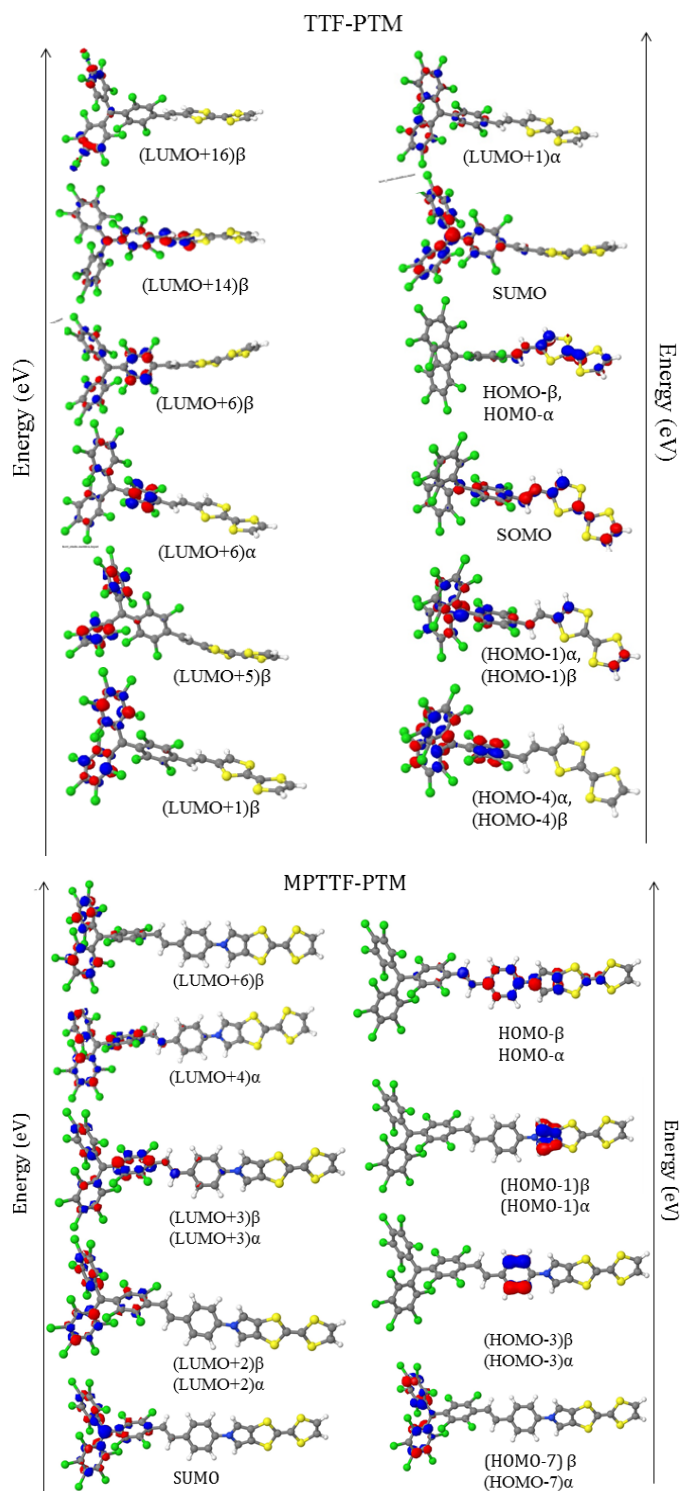 TTF-PTM
Energy (eV)
(LUMO+16)β
(LUMO+14)β
(LUMO+6)β
(LUMO+6)α
(LUMO+5)β
(LUMO+1)β
(LUMO+1)α
SUMO
HOMO-β,
HOMO-α
SOMO
(HOMO-1)α,
(HOMO-1)β
(HOMO-4)α,
(HOMO-4)β
Energy (eV)
MPTTF-PTM
Energy (eV)
(LUMO+6)β
(LUMO+4)α
(LUMO+3)β
(LUMO+3)α
(LUMO+2)β
(LUMO+2)α
SUMO
HOMO-β
HOMO-α
(HOMO-1)β
(HOMO-1)α
(HOMO-3)β
(HOMO-3)α
(HOMO-7) β
(HOMO-7)α
Energy (eV)